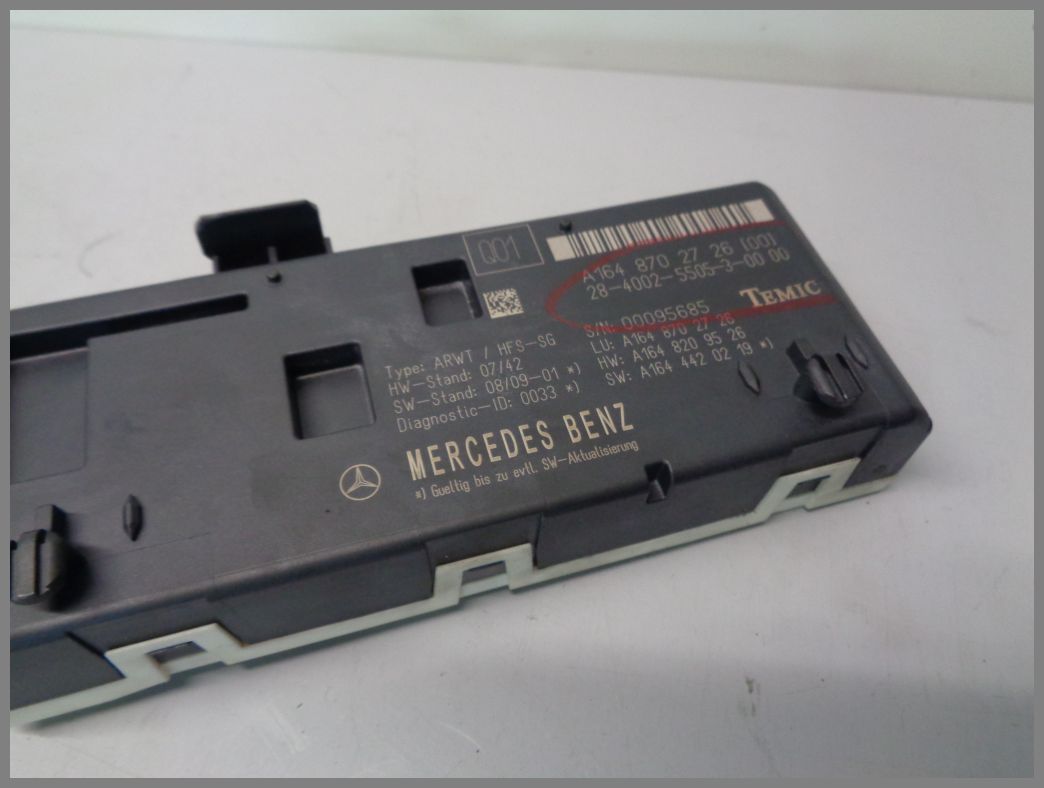 Q01
A164 870 27 26 [001]
28-4002-5505-3-00 00
TEMIC
S/N: 00095685
LU: A164 870 27 26
HW: A164 820 95 26
SW: A164 442 02 19 *)
Type: ARWT / HFS-SG
HW-Stand: 07/42
SW-Stand: 08/09-01 *)
Diagnostic-ID: 0033 *)
MERCEDES BENZ
*) Gueltig bis zu evtl. SW-Aktualisierung